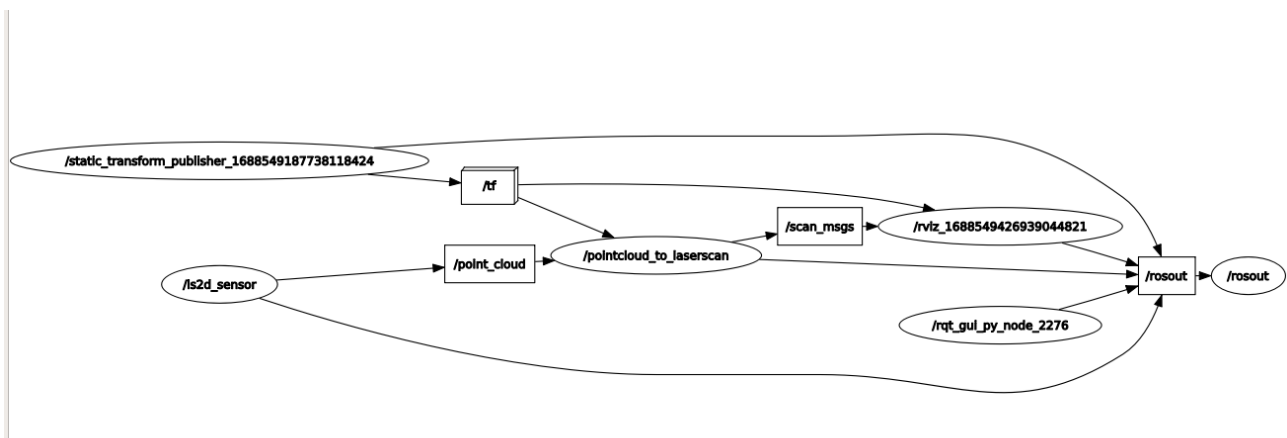 /static_transform_publisher_1688549187738118424
/tf
/scan_msgs
/rviz_1688549426939044821
/point_cloud
/pointcloud_to_laserscan
/ls2d_sensor
/rosout
/rosout
/rqt_gui_py_node_2276